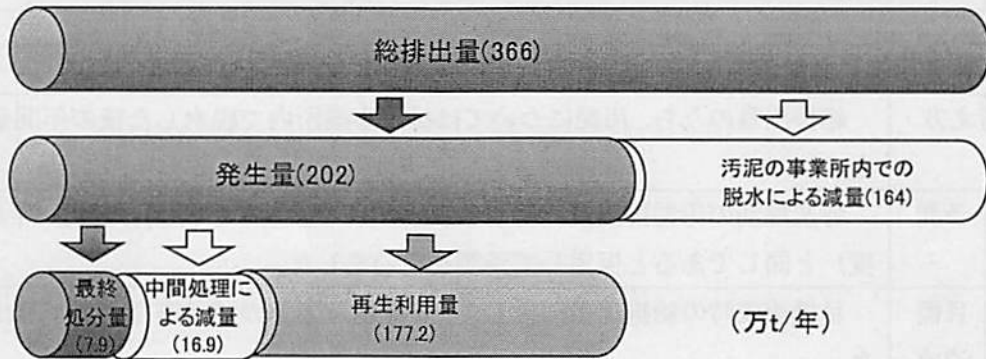 総排出量(366)
発生量(202)
汚泥の事業所内での
脱水による減量(164)
最終
処分量
(7.9)
中間処理に
よる減量
(16.9)
再生利用量
(177.2)
(万t/年)